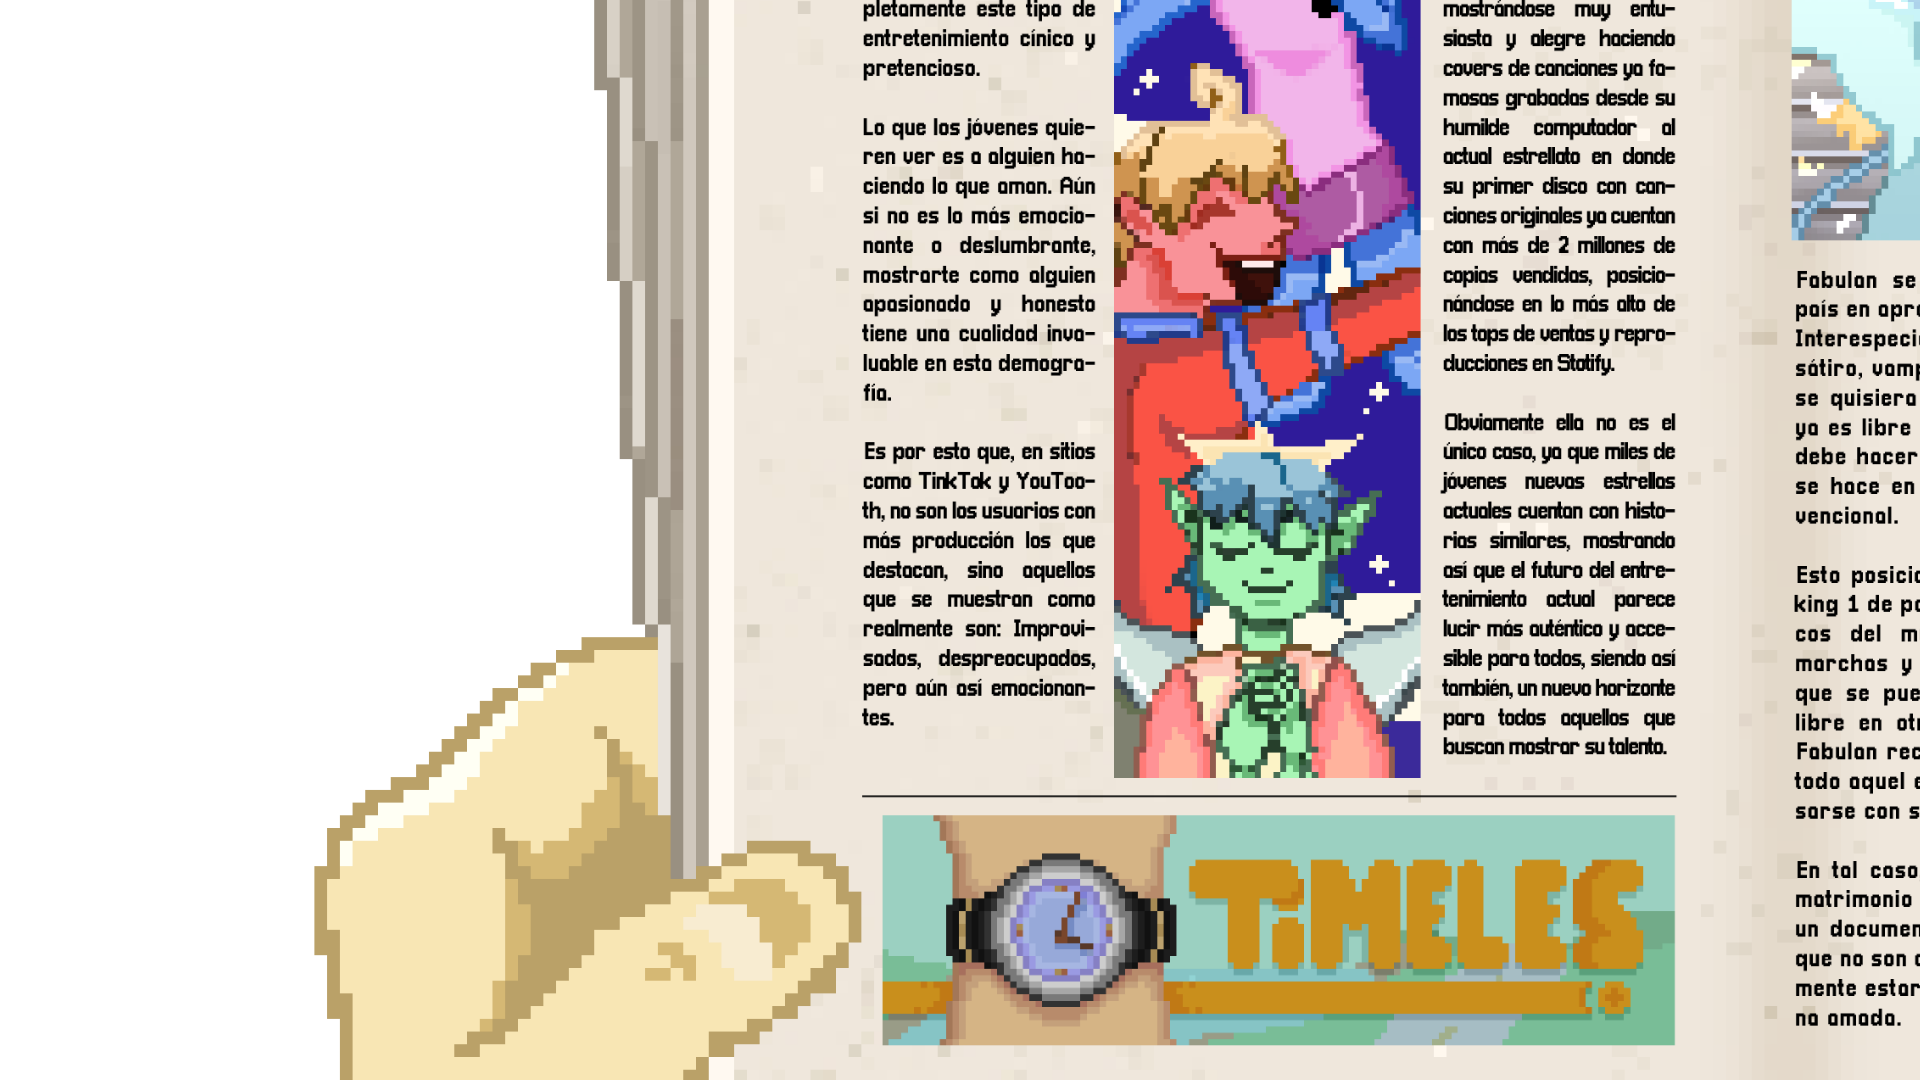 pletamente este tipo de
entretenimiento cínico y
pretencioso.
Lo que los jóvenes quie-
ren ver es a alguien ha-
ciendo lo que aman. Aún
si no es lo más emocio-
nante o deslumbrante,
mostrarte como alguien
apasionado y honesto
tiene una cualidad inva-
luable en esta demogra-
fía.
Es por esto que, en sitios
como TinkTok y YouToo-
th, no son los usuarios con
más producción los que
destacan, sino aquellos
que se muestran como
realmente son: Improvi-
sados, despreocupados,
pero aún así emocionan-
tes.
mostrándose muy entu-
siasta y alegre haciendo
covers de canciones ya fa-
mosas grabadas desde su
humilde computador al
actual estrellato en donde
su primer disco con can-
ciones originales ya cuentan
con más de 2 millones de
copias vendidas, posicio-
nándose en lo más alto de
los tops de ventas y repro-
ducciones en Statify.
Obviamente ella no es el
único caso, ya que miles de
jóvenes nuevas estrellas
actuales cuentan con histo-
rias similares, mostrando
así que el futuro del entre-
tenimiento actual parece
lucir más auténtico y acce-
sible para todos, siendo así
también, un nuevo horizonte
para todos aquellos que
buscan mostrar su talento.
TiMELES
Fabulan se
país en apr
Interespeci
sátiro, vamp
se quisiera
ya es libre
debe hacer
se hace en
vencional.
Esto posicio
king 1 de pa
cos del m
marchas y
que se pue
libre en otr
Fabulan rec
todo aquel
sarse con s
En tal caso
matrimonio
un documen
que no son
mente estar
na amada.